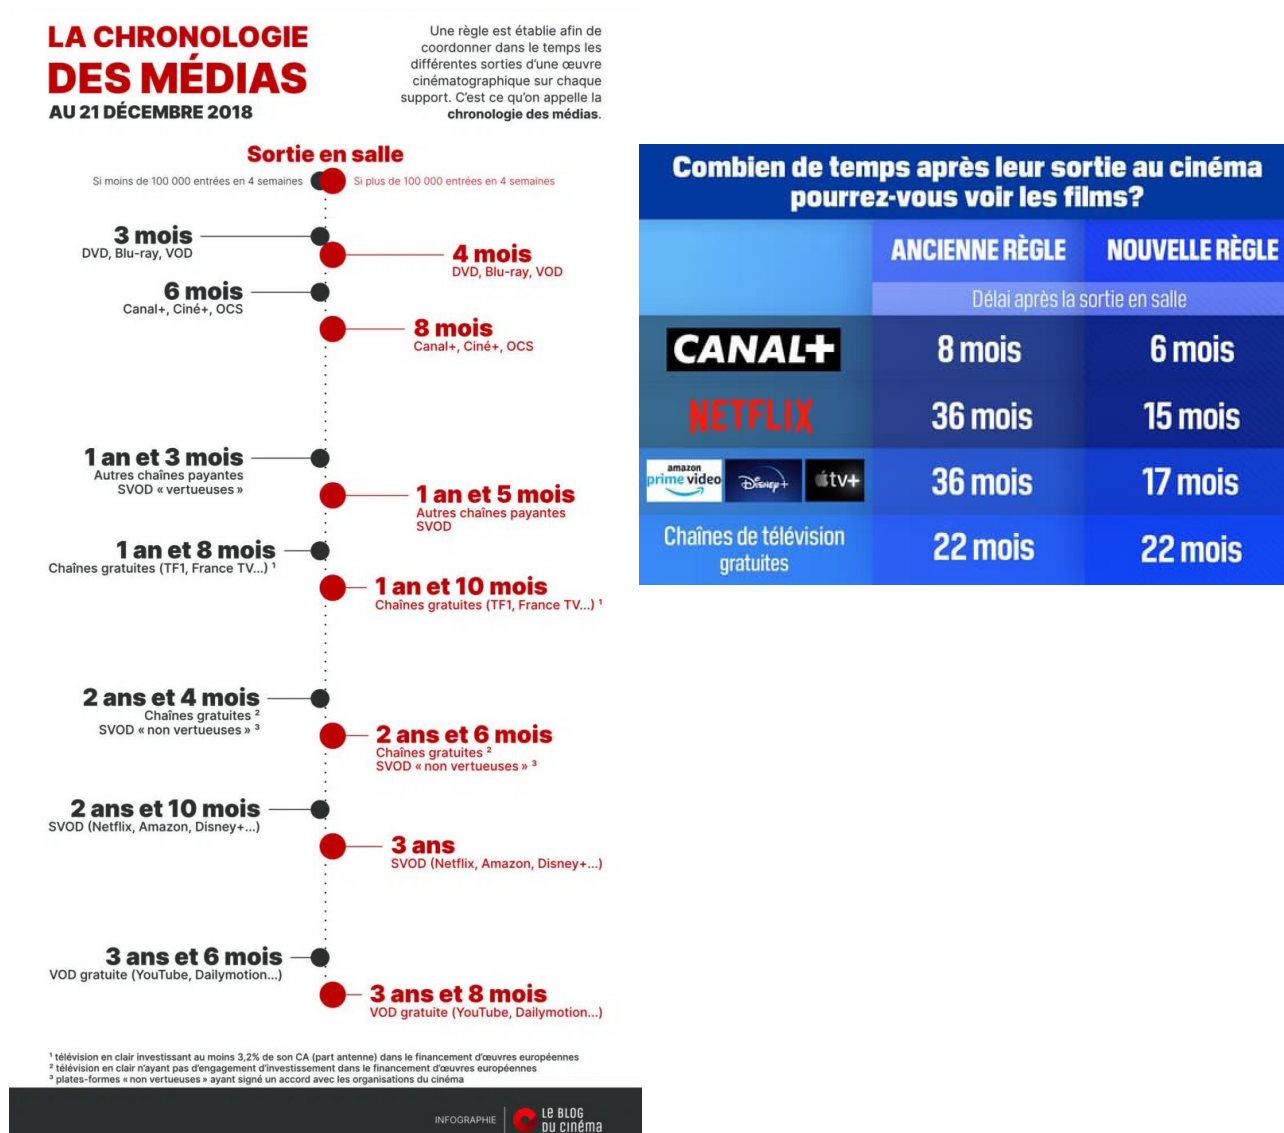 LA CHRONOLOGIE
DES MÉDIAS
AU 21 DÉCEMBRE 2018
Une règle est établie afin de
coordonner dans le temps les
différentes sorties d'une œuvre
cinématographique sur chaque
support. C'est ce qu'on appelle la
chronologie des médias.
Sortie en salle
Si moins de 100 000 entrées en 4 semaines
Si plus de 100 000 entrées en 4 semaines
3 mois
DVD, Blu-ray, VOD
4 mois
DVD, Blu-ray, VOD
6 mois
Canal+, Ciné+, OCS
8 mois
Canal+, Ciné+, OCS
1 an et 3 mois
Autres chaînes payantes
SVOD « vertueuses »
1 an et 5 mois
Autres chaînes payantes
SVOD
1 an et 8 mois
Chaînes gratuites (TF1, France TV...) ¹
1 an et 10 mois
Chaînes gratuites (TF1, France TV...) ¹
2 ans et 4 mois
Chaînes gratuites ²
SVOD « non vertueuses » ³
2 ans et 6 mois
Chaînes gratuites ²
SVOD « non vertueuses » ³
2 ans et 10 mois
SVOD (Netflix, Amazon, Disney+...)
3 ans
SVOD (Netflix, Amazon, Disney+...)
3 ans et 6 mois
VOD gratuite (YouTube, Dailymotion...)
3 ans et 8 mois
VOD gratuite (YouTube, Dailymotion...)
¹ télévision en clair investissant au moins 3,2% de son CA (part antenne) dans le financement d'œuvres européennes
² télévision en clair n'ayant pas d'engagement d'investissement dans le financement d'œuvres européennes
³ plates-formes « non vertueuses » ayant signé un accord avec les organisations du cinéma
INFOGRAPHIE
Le BLOG
DU CINéMA
Combien de temps après leur sortie au cinéma
pourrez-vous voir les films?
ANCIENNE RÈGLE NOUVELLE RÈGLE
Délai après la sortie en salle
CANAL+ 8 mois 6 mois
NETFLIX 36 mois 15 mois
amazon
prime video Disney+ tv+ 36 mois 17 mois
Chaînes de télévision
gratuites 22 mois 22 mois